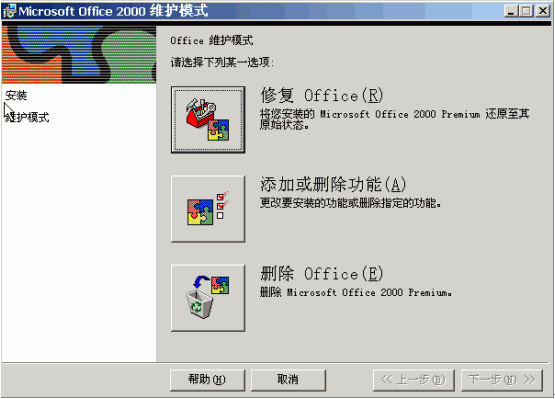 Microsoft Office 2000 维护模式
Office 维护模式
请选择下列某一选项:
安装
维护模式
修复 Office(R)
将您安装的 Microsoft Office 2000 Premium 还原至其
原始状态。
添加或删除功能(A)
更改要安装的功能或删除指定的功能。
删除 Office(E)
删除 Microsoft Office 2000 Premium。
帮助(H)
取消
<< 上一步(B)
下一步(N) >>